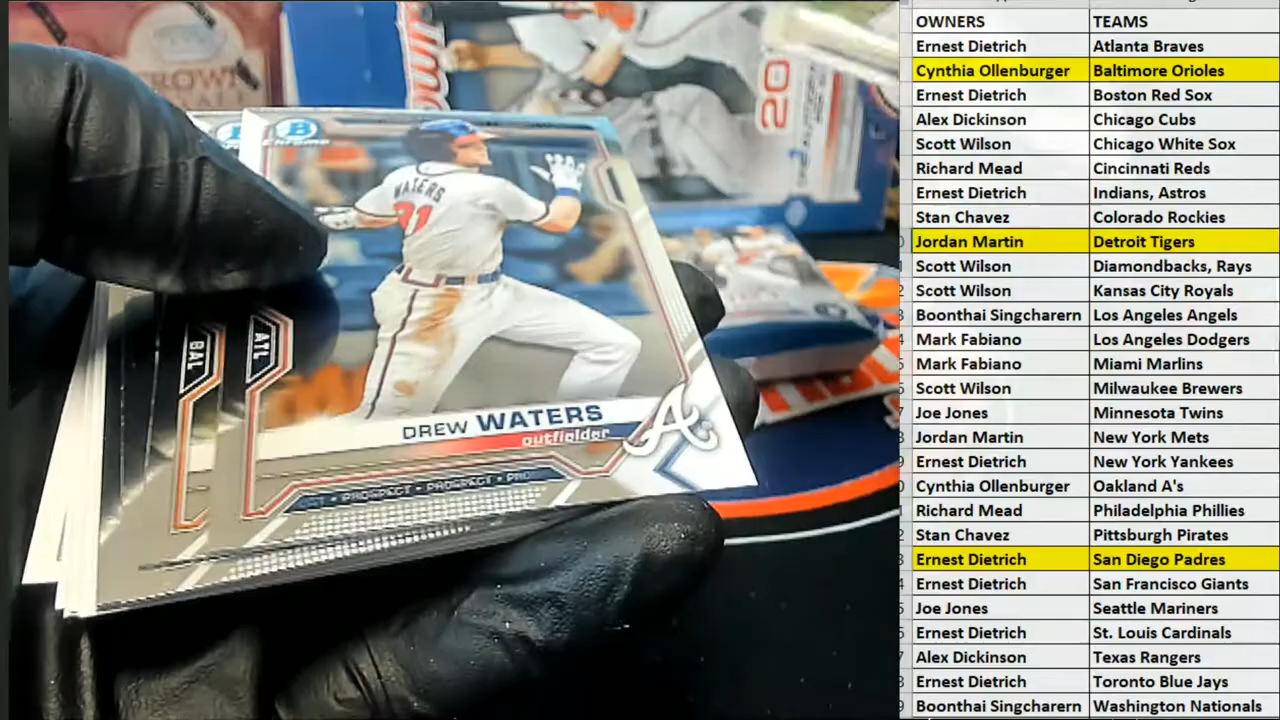 OWNERS TEAMS
Ernest Dietrich Atlanta Braves
Cynthia Ollenburger Baltimore Orioles
Ernest Dietrich Boston Red Sox
Alex Dickinson Chicago Cubs
Scott Wilson Chicago White Sox
Richard Mead Cincinnati Reds
Ernest Dietrich Indians, Astros
Stan Chavez Colorado Rockies
Jordan Martin Detroit Tigers
Scott Wilson Diamondbacks, Rays
Scott Wilson Kansas City Royals
Boonthai Singcharern Los Angeles Angels
Mark Fabiano Los Angeles Dodgers
Mark Fabiano Miami Marlins
Scott Wilson Milwaukee Brewers
Joe Jones Minnesota Twins
Jordan Martin New York Mets
Ernest Dietrich New York Yankees
Cynthia Ollenburger Oakland A's
Richard Mead Philadelphia Phillies
Stan Chavez Pittsburgh Pirates
Ernest Dietrich San Diego Padres
Ernest Dietrich San Francisco Giants
Joe Jones Seattle Mariners
Ernest Dietrich St. Louis Cardinals
Alex Dickinson Texas Rangers
Ernest Dietrich Toronto Blue Jays
Boonthai Singcharern Washington Nationals
B
Chrome
WATERS
81
ATL
BAL
DREW WATERS
outfielder
PROSPECT • PROSPECT
A
20